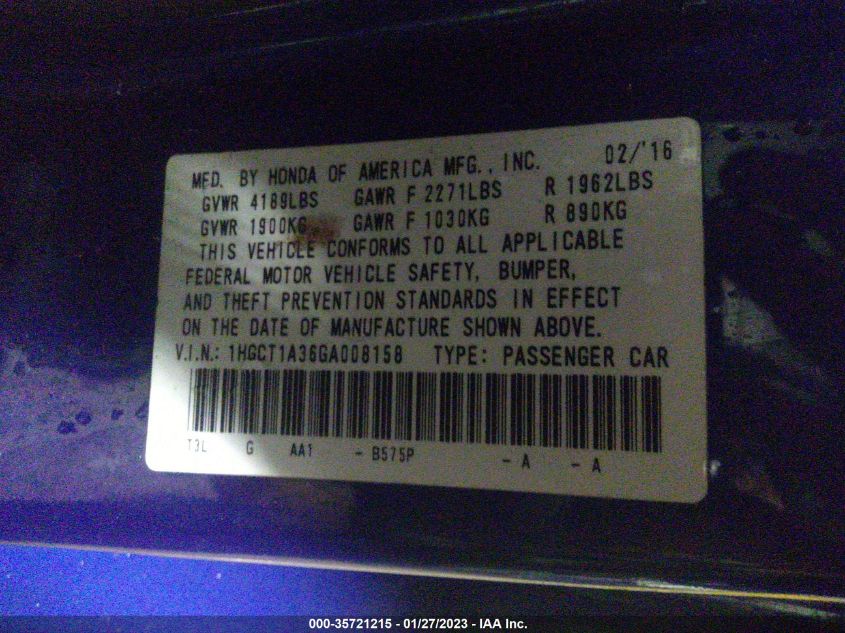 MFD. BY HONDA OF AMERICA MFG., INC. 02/'16
GVWR 4189LBS GAWR F 2271LBS R 1962LBS
GVWR 1900KG GAWR F 1030KG R 890KG
THIS VEHICLE CONFORMS TO ALL APPLICABLE
FEDERAL MOTOR VEHICLE SAFETY, BUMPER,
AND THEFT PREVENTION STANDARDS IN EFFECT
ON THE DATE OF MANUFACTURE SHOWN ABOVE.
V.I.N.: 1HGCT1A36GA008158 TYPE: PASSENGER CAR
T3L G AA1 - B575P - A - A
000-35721215 - 01/27/2023 - IAA Inc.